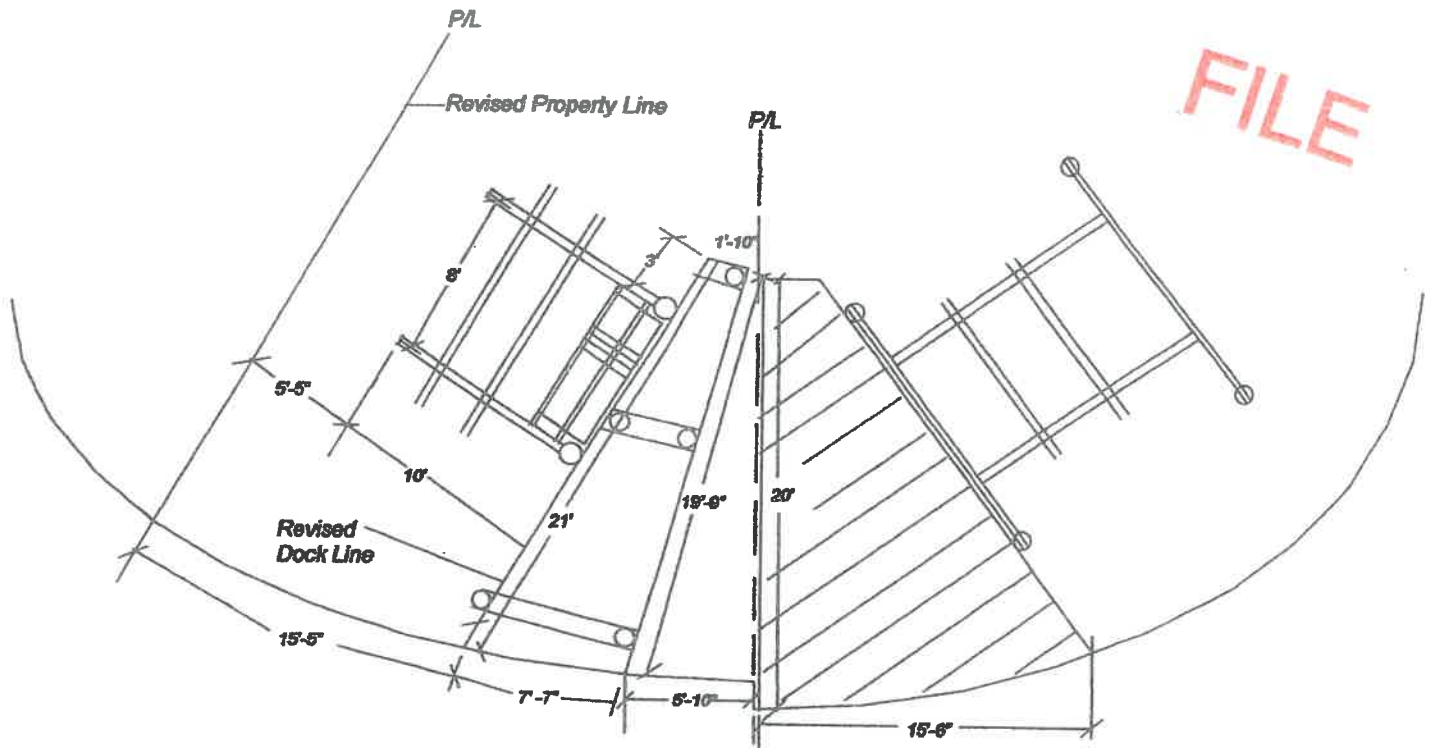 P/L
FILE
Revised Property Line
P/L
1'-10"
3'
8'
5'-5"
10'
Revised
Dock Line
21'
19'-9"
20'
15'-5"
7'-7"
5'-10"
15'-6"